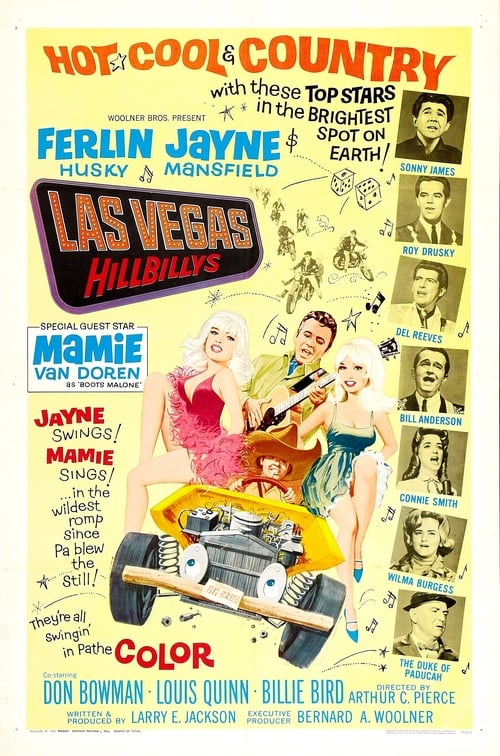 HOT ★ COOL & COUNTRY
with these TOP STARS
in the BRIGHTEST
SPOT ON
EARTH!
WOOLNER BROS. PRESENT
FERLIN JAYNE
HUSKY MANSFIELD
LAS VEGAS
HILLBILLYS
SPECIAL GUEST STAR
MAMIE
VAN DOREN
AS 'BOOTS MALONE'
JAYNE
SWINGS!
MAMIE
SINGS!
...in the
wildest
romp
since
Pa blew
the
Still!
They're all
swingin'
in Pathe COLOR
SONNY JAMES
ROY DRUSKY
DEL REEVES
BILL ANDERSON
CONNIE SMITH
WILMA BURGESS
THE DUKE OF
PADUCAH
Co-starring
DON BOWMAN · LOUIS QUINN · BILLIE BIRD
DIRECTED BY
ARTHUR C. PIERCE
WRITTEN &
PRODUCED BY LARRY E. JACKSON
EXECUTIVE
PRODUCER BERNARD A. WOOLNER